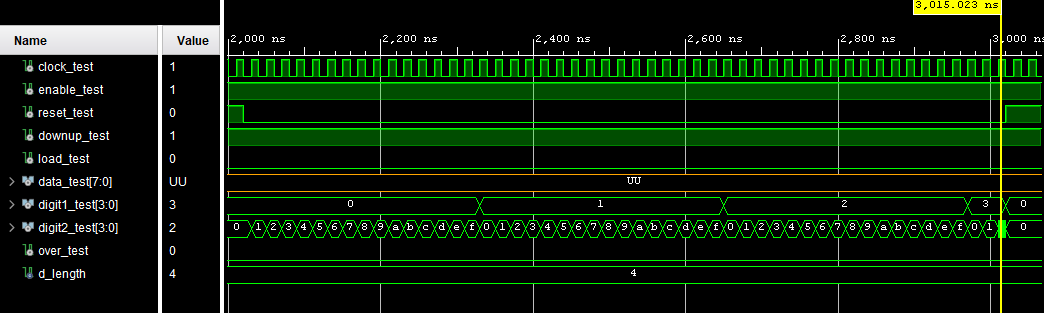 3,015.023 ns
Name Value 2,000 ns 2,200 ns 2,400 ns 2,600 ns 2,800 ns 3,000 ns
clock_test 1
enable_test 1
reset_test 0
downup_test 1
load_test 0
data_test[7:0] UU UU
digit1_test[3:0] 3 0 1 2 3 0
digit2_test[3:0] 2 0 1 2 3 4 5 6 7 8 9 a b c d e f 0 1 2 3 4 5 6 7 8 9 a b c d e f 0 1 2 3 4 5 6 7 8 9 a b c d e f 0 1 0
over_test 0
d_length 4 4